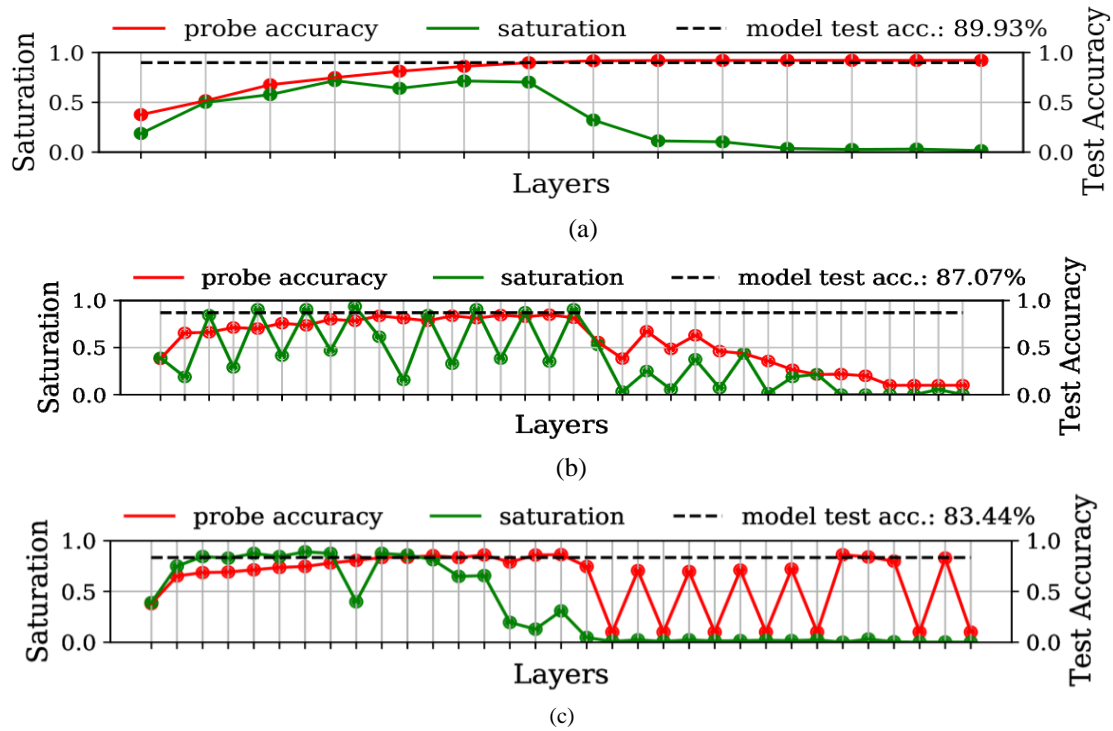 probe accuracy saturation model test acc.: 89.93%
1.0 1.0
0.5 0.5
0.0 0.0
Saturation
Test Accuracy
Layers
(a)
probe accuracy saturation model test acc.: 87.07%
1.0 1.0
0.5 0.5
0.0 0.0
Saturation
Test Accuracy
Layers
(b)
probe accuracy saturation model test acc.: 83.44%
1.0 1.0
0.5 0.5
0.0 0.0
Saturation
Test Accuracy
Layers
(c)